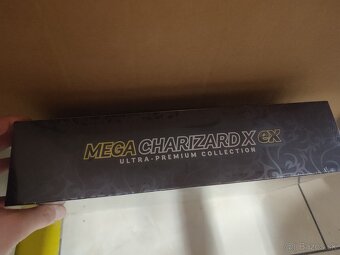 MEGA CHARIZARD X ex
ULTRA-PREMIUM COLLECTION